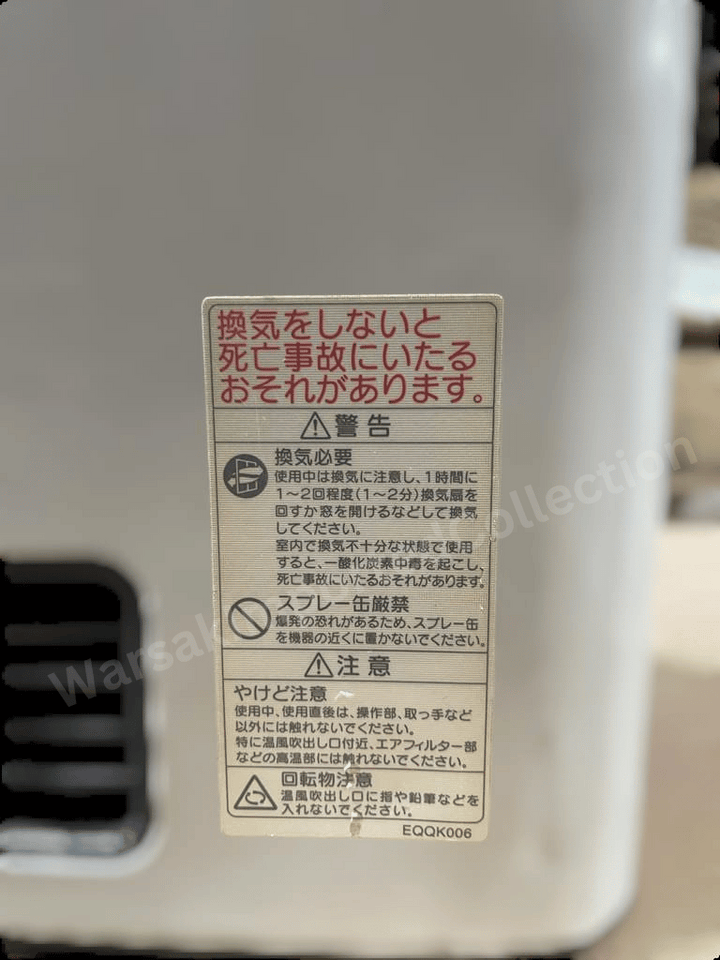 換気をしないと
死亡事故にいたる
おそれがあります。
警告
換気必要
使用中は換気に注意し、1時間に
1〜2回程度(1〜2分)換気扇を
回すか窓を開けるなどして換気
してください。
室内で換気不十分な状態で使用
すると、一酸化炭素中毒を起こし、
死亡事故にいたるおそれがあります。
スプレー缶厳禁
爆発の恐れがあるため、スプレー缶
を機器の近くに置かないでください。
注意
やけど注意
使用中、使用直後は、操作部、取っ手など
以外には触れないでください。
特に温風吹出し口付近、エアフィルター部
などの高温部には触れないでください。
回転物注意
温風吹出し口に指や鉛筆などを
入れないでください。
EQQK006
Warsak Collection